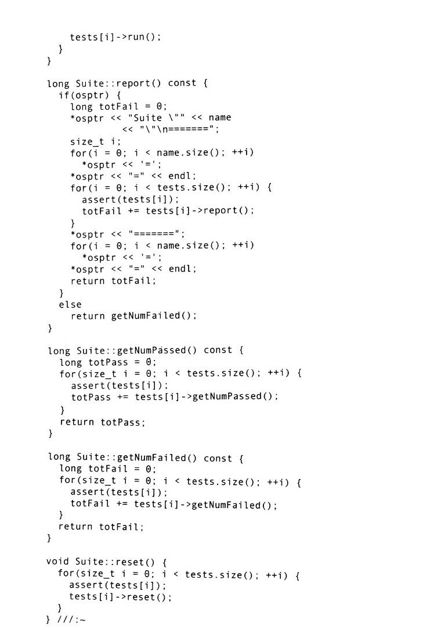 tests[i]->run();
}
}
long Suite::report() const {
if(osptr) {
long totFail = 0;
*osptr << "Suite \"" << name
<< "\"\n=======";
size_t i;
for(i = 0; i < name.size(); ++i)
*osptr << '=';
*osptr << "=" << endl;
for(i = 0; i < tests.size(); ++i) {
assert(tests[i]);
totFail += tests[i]->report();
}
*osptr << "=======";
for(i = 0; i < name.size(); ++i)
*osptr << '=';
*osptr << "=" << endl;
return totFail;
}
else
return getNumFailed();
}
long Suite::getNumPassed() const {
long totPass = 0;
for(size_t i = 0; i < tests.size(); ++i) {
assert(tests[i]);
totPass += tests[i]->getNumPassed();
}
return totPass;
}
long Suite::getNumFailed() const {
long totFail = 0;
for(size_t i = 0; i < tests.size(); ++i) {
assert(tests[i]);
totFail += tests[i]->getNumFailed();
}
return totFail;
}
void Suite::reset() {
for(size_t i = 0; i < tests.size(); ++i) {
assert(tests[i]);
tests[i]->reset();
}
} ///:~